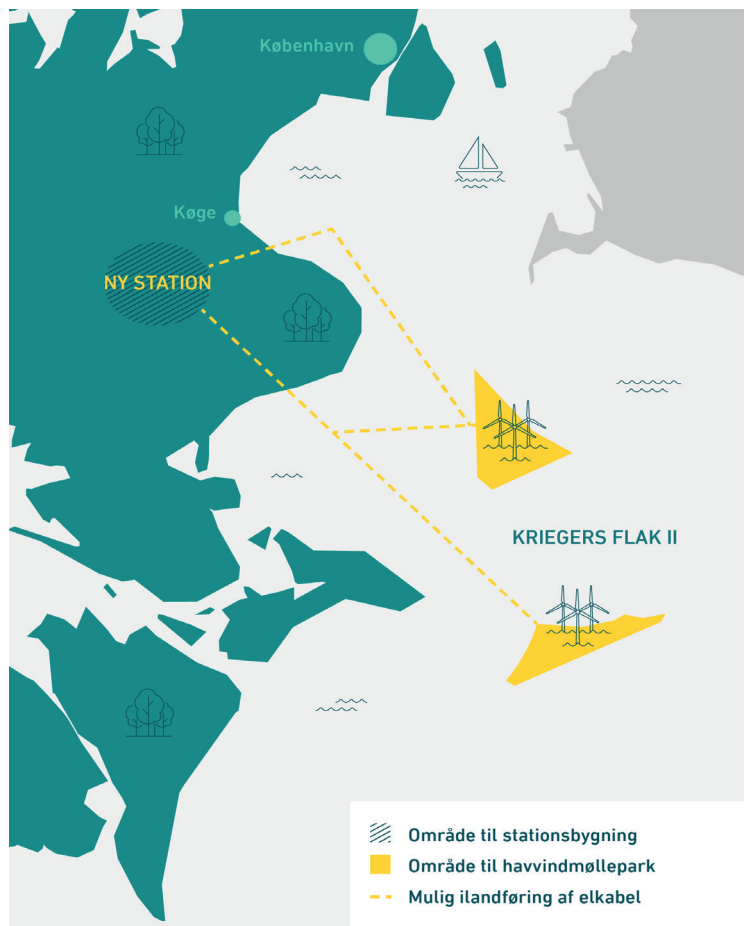 København
Køge
NY STATION
KRIEGERS FLAK II
Område til stationsbygning
Område til havvindmøllepark
Mulig ilandføring af elkabel